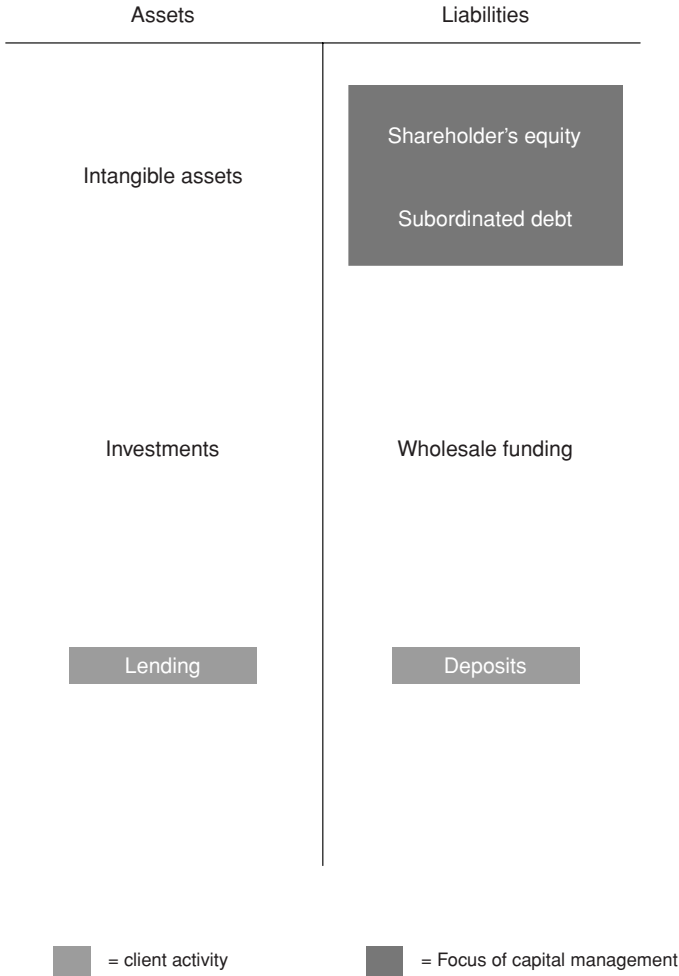 Assets
Liabilities
Shareholder's equity
Intangible assets
Subordinated debt
Investments
Wholesale funding
Lending
Deposits
= client activity
= Focus of capital management